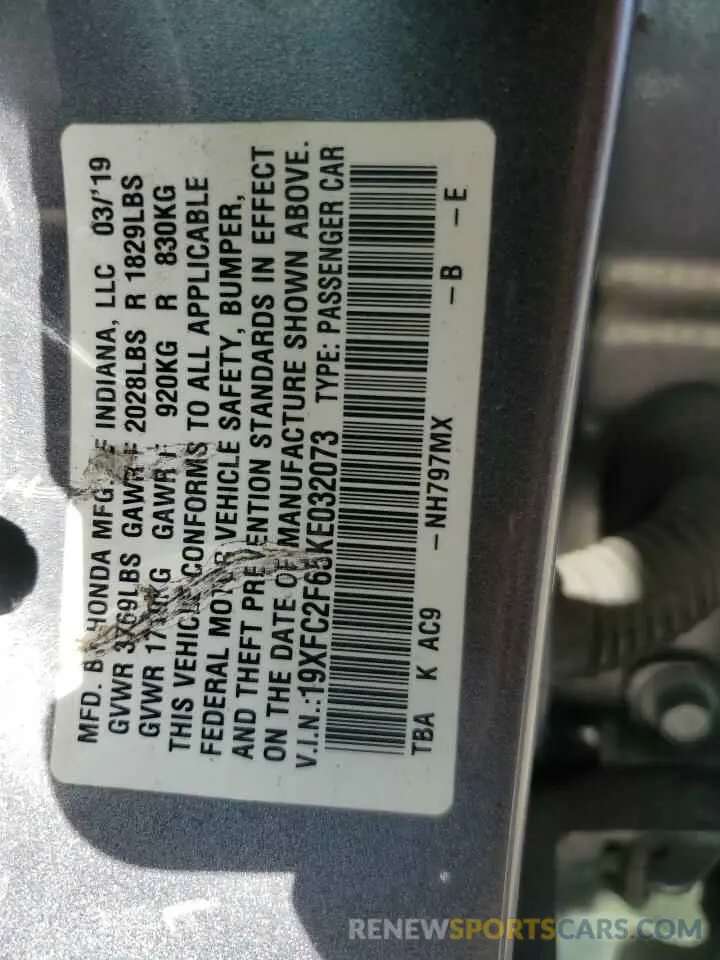 MFD. BY HONDA MFG OF INDIANA, LLC 03/'19
GVWR 3769LBS GAWR F 2028LBS R 1829LBS
GVWR KG GAWR F 920KG R 830KG
THIS VEHICLE CONFORMS TO ALL APPLICABLE
FEDERAL MOTOR VEHICLE SAFETY, BUMPER,
AND THEFT PREVENTION STANDARDS IN EFFECT
ON THE DATE OF MANUFACTURE SHOWN ABOVE.
V.I.N.: TYPE: PASSENGER CAR
TBA K AC9 -NH797MX -B -E
RENEWSPORTSCARS.COM